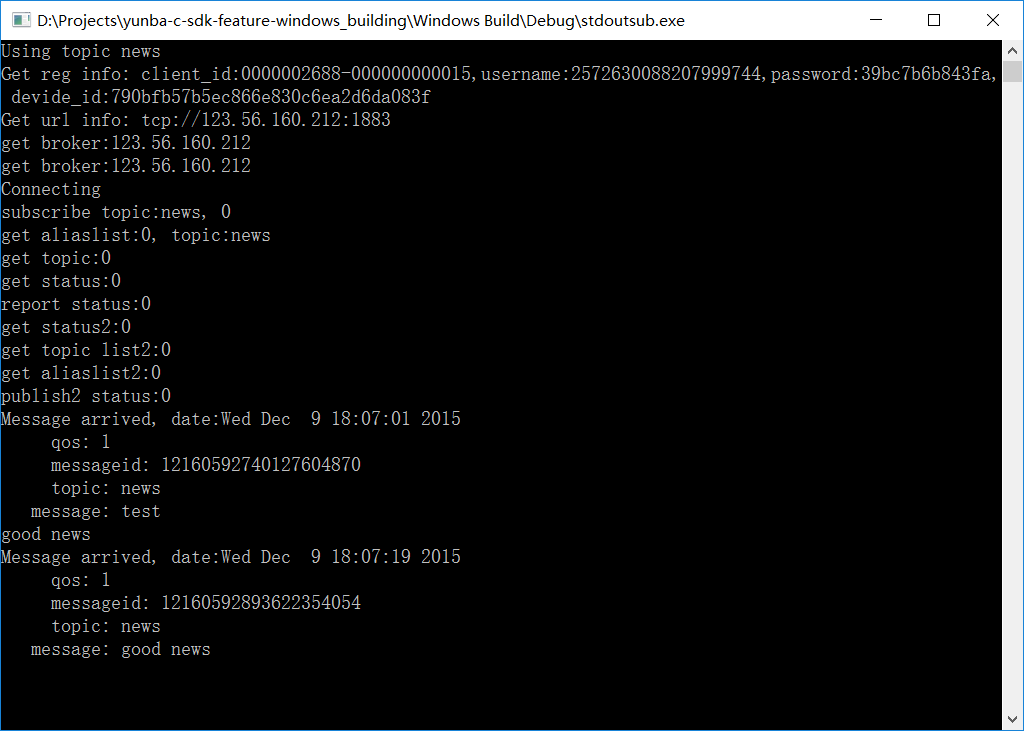 D:\Projects\yunba-c-sdk-feature-windows_building\Windows Build\Debug\stdoutsub.exe
Using topic news
Get reg info: client_id:0000002688-000000000015,username:2572630088207999744,password:39bc7b6b843fa,
 devide_id:790bfb57b5ec866e830c6ea2d6da083f
Get url info: tcp://123.56.160.212:1883
get broker:123.56.160.212
get broker:123.56.160.212
Connecting
subscribe topic:news, 0
get aliaslist:0, topic:news
get topic:0
get status:0
report status:0
get status2:0
get topic list2:0
get aliaslist2:0
publish2 status:0
Message arrived, date:Wed Dec  9 18:07:01 2015
     qos: 1
     messageid: 12160592740127604870
     topic: news
   message: test
good news
Message arrived, date:Wed Dec  9 18:07:19 2015
     qos: 1
     messageid: 12160592893622354054
     topic: news
   message: good news